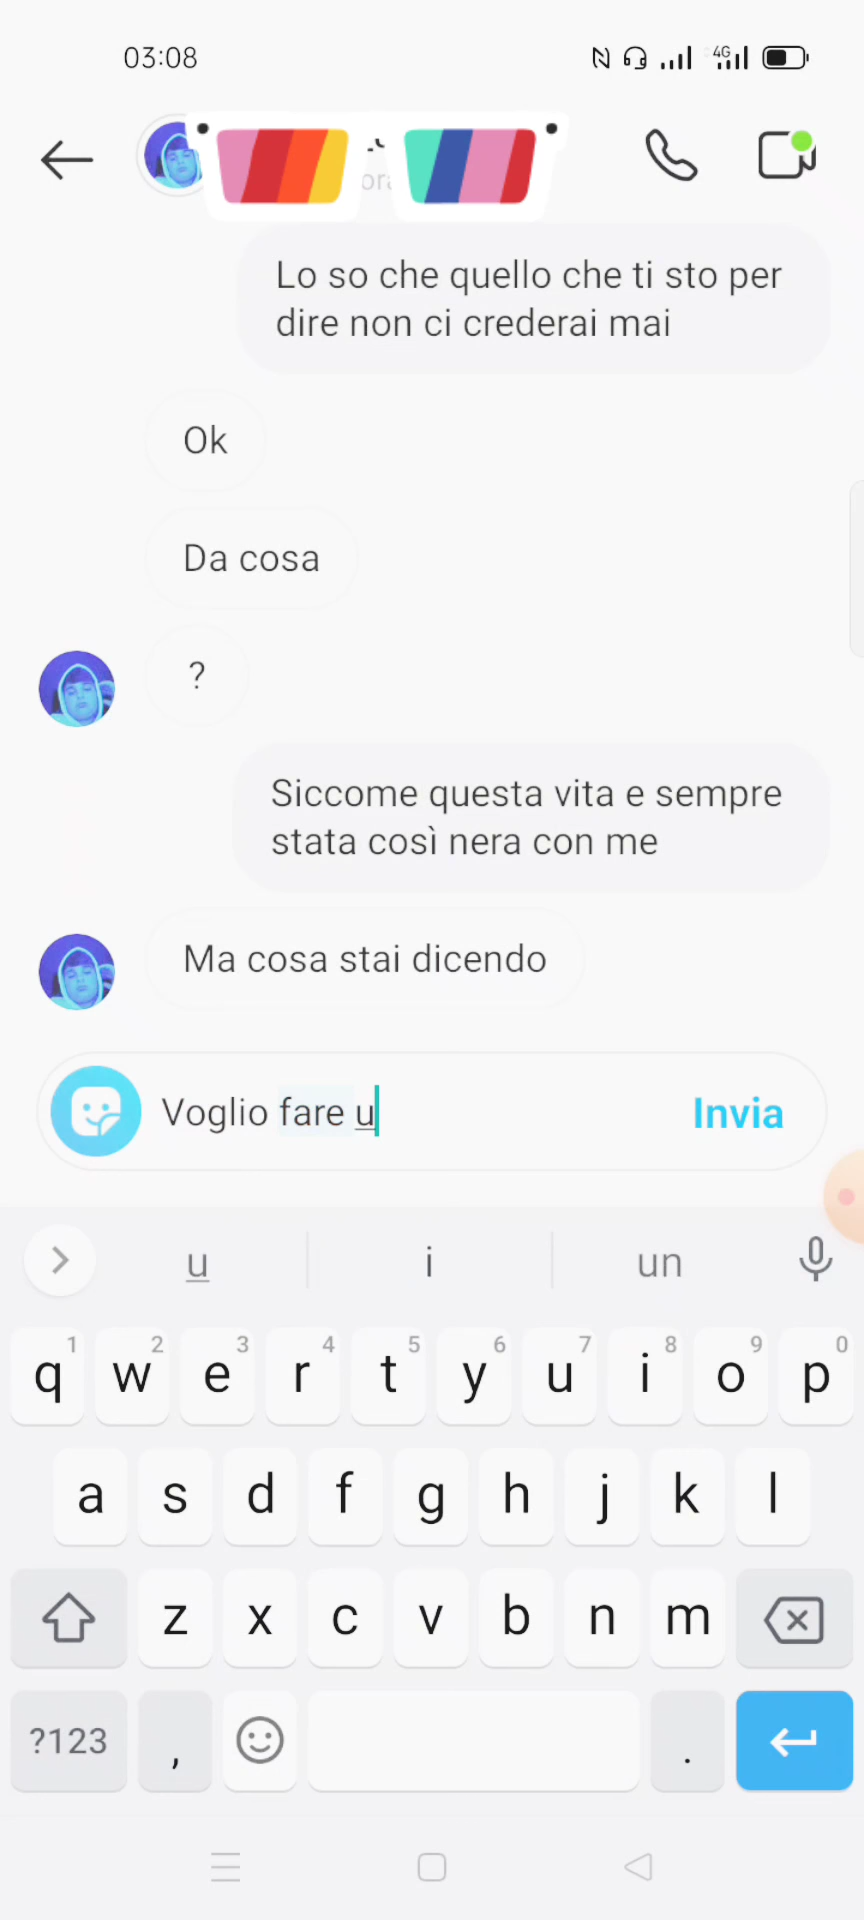 03:08
4G
Lo so che quello che ti sto per
dire non ci crederai mai
Ok
Da cosa
?
Siccome questa vita e sempre
stata così nera con me
Ma cosa stai dicendo
Voglio fare u
Invia
u i un
1 2 3 4 5 6 7 8 9 0
q w e r t y u i o p
a s d f g h j k l
z x c v b n m
?123 , .